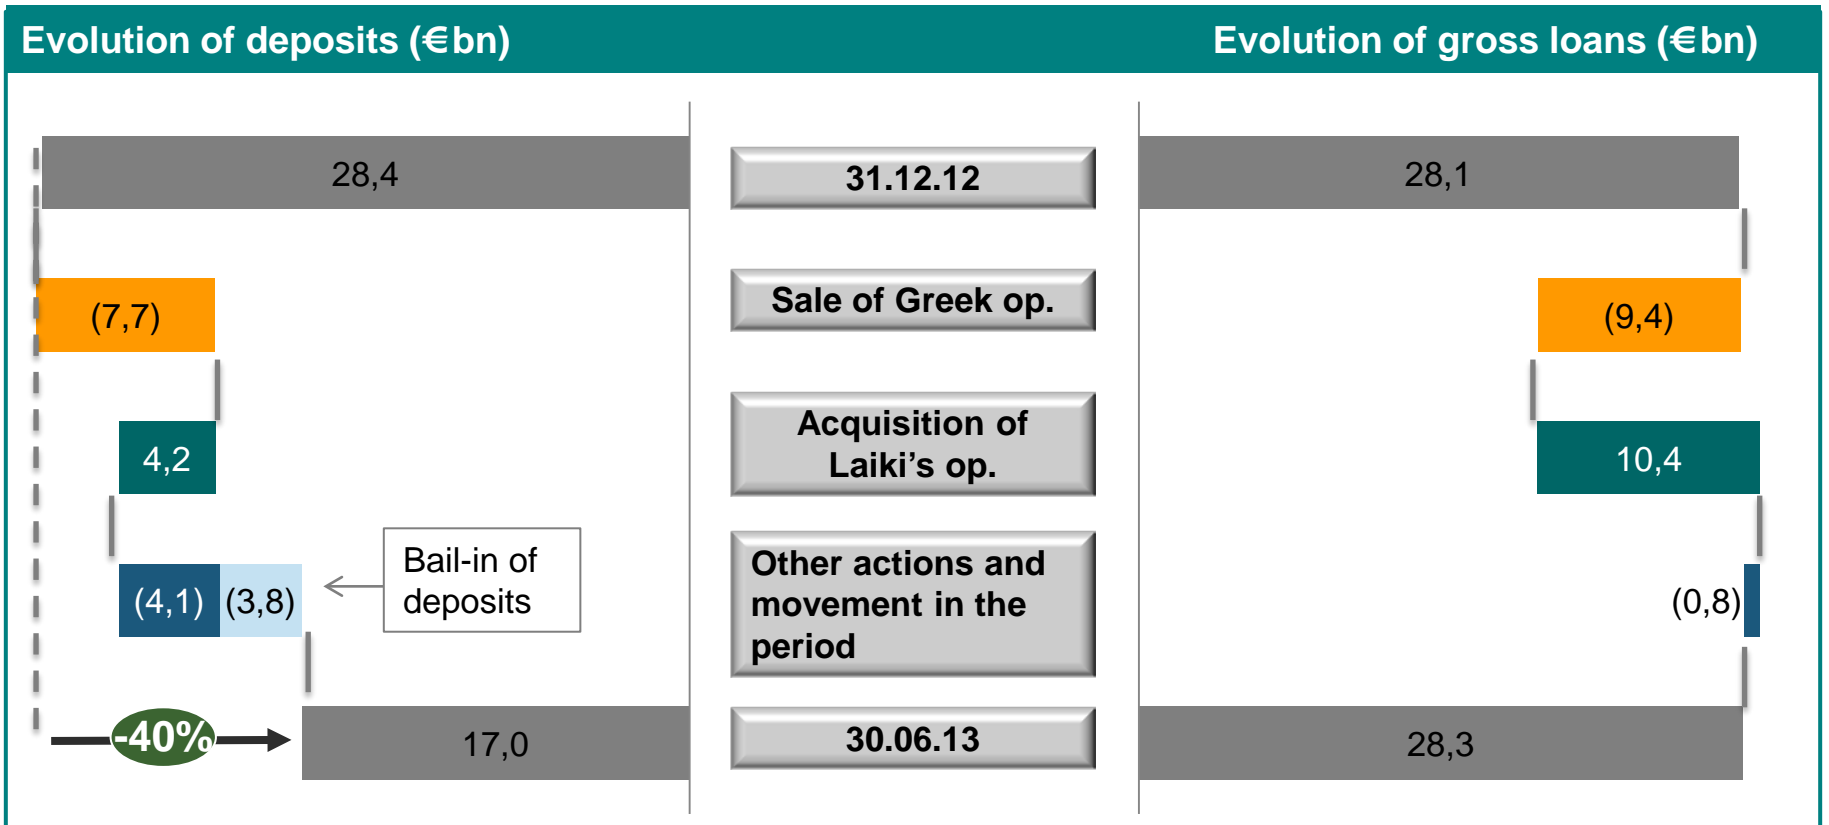 Evolution of deposits (€bn)
Evolution of gross loans (€bn)
28,4
31.12.12
28,1
(7,7)
Sale of Greek op.
(9,4)
4,2
Acquisition of
Laiki’s op.
10,4
(4,1)
(3,8)
Bail-in of
deposits
Other actions and
movement in the
period
(0,8)
-40%
17,0
30.06.13
28,3